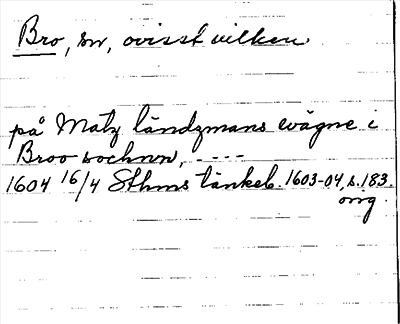 Bro, sn, ovisst vilken
på Matz ländzmans wägne i
Broo sochnn, - - - -
1604 16/4 Sthms tänkeb. 1603-04, s. 183.
orig.